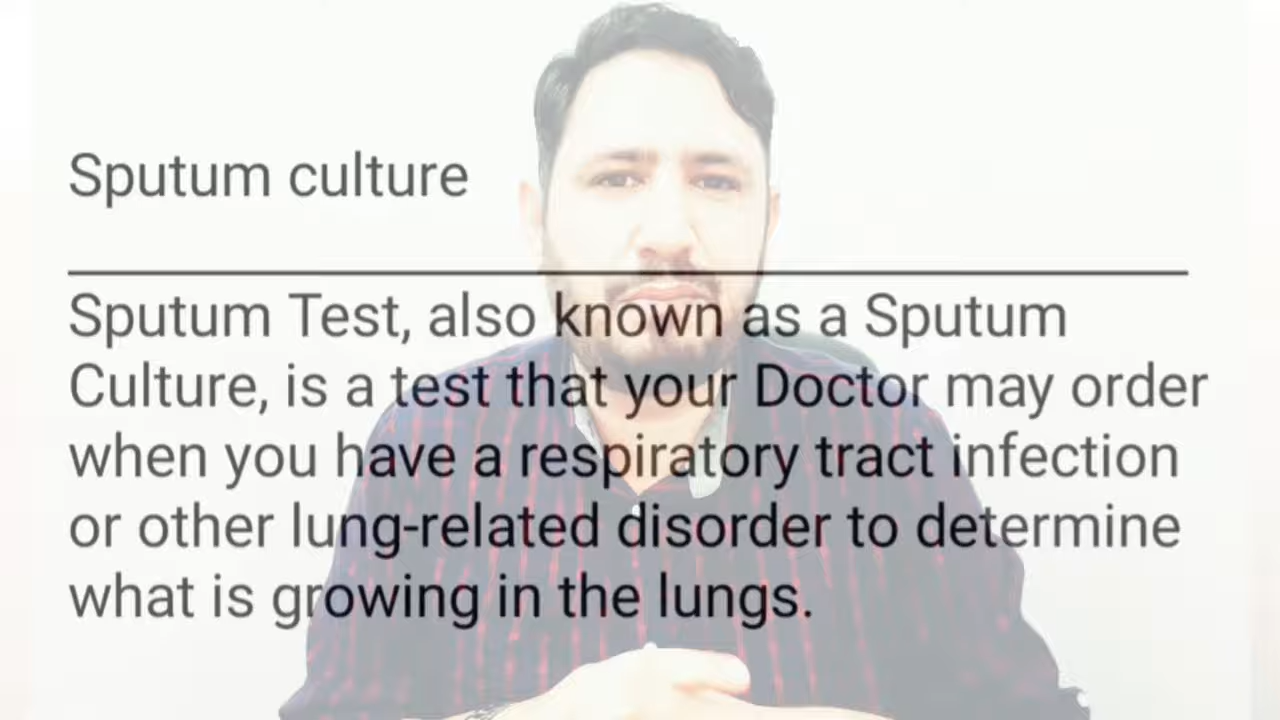 Sputum culture
Sputum Test, also known as a Sputum
Culture, is a test that your Doctor may order
when you have a respiratory tract infection
or other lung-related disorder to determine
what is growing in the lungs.